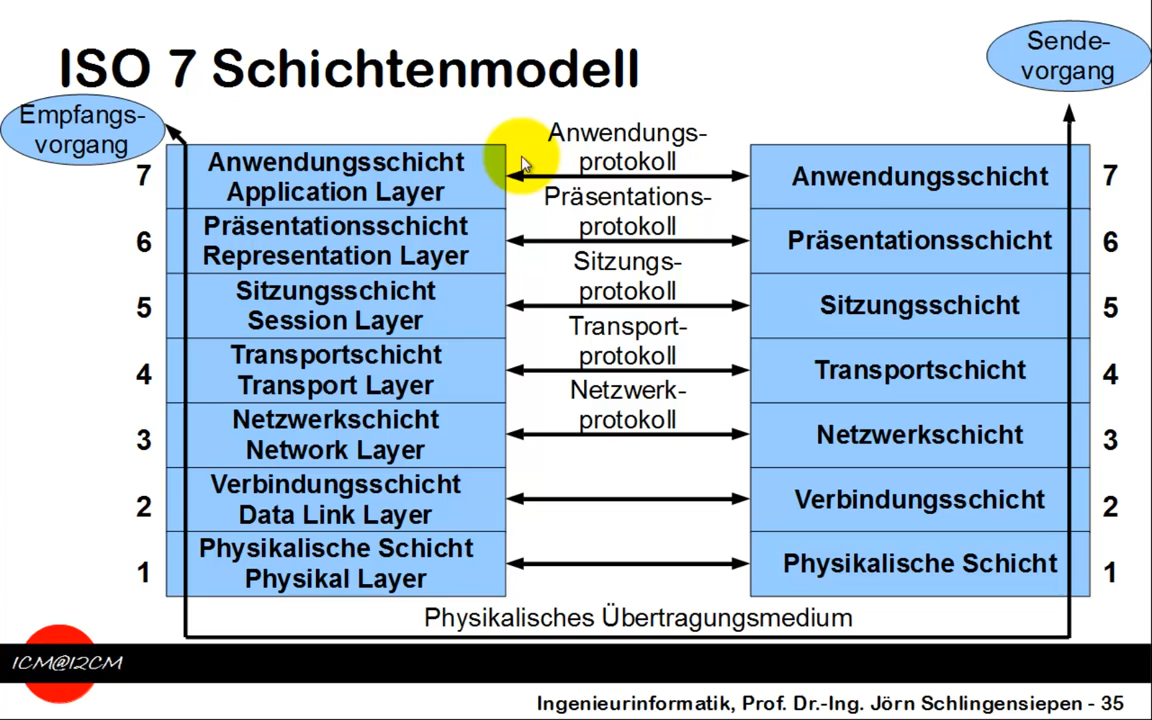 ISO 7 Schichtenmodell
Sende-
vorgang
Empfangs-
vorgang
7
Anwendungsschicht
Application Layer
Anwendungs-
protokoll
Anwendungsschicht
7
6
Präsentationsschicht
Representation Layer
Präsentations-
protokoll
Präsentationsschicht
6
5
Sitzungsschicht
Session Layer
Sitzungs-
protokoll
Sitzungsschicht
5
4
Transportschicht
Transport Layer
Transport-
protokoll
Transportschicht
4
3
Netzwerkschicht
Network Layer
Netzwerk-
protokoll
Netzwerkschicht
3
2
Verbindungsschicht
Data Link Layer
Verbindungsschicht
2
1
Physikalische Schicht
Physikal Layer
Physikalische Schicht
1
Physikalisches Übertragungsmedium
ICM@I2CM
Ingenieurinformatik, Prof. Dr.-Ing. Jörn Schlingensiepen - 35